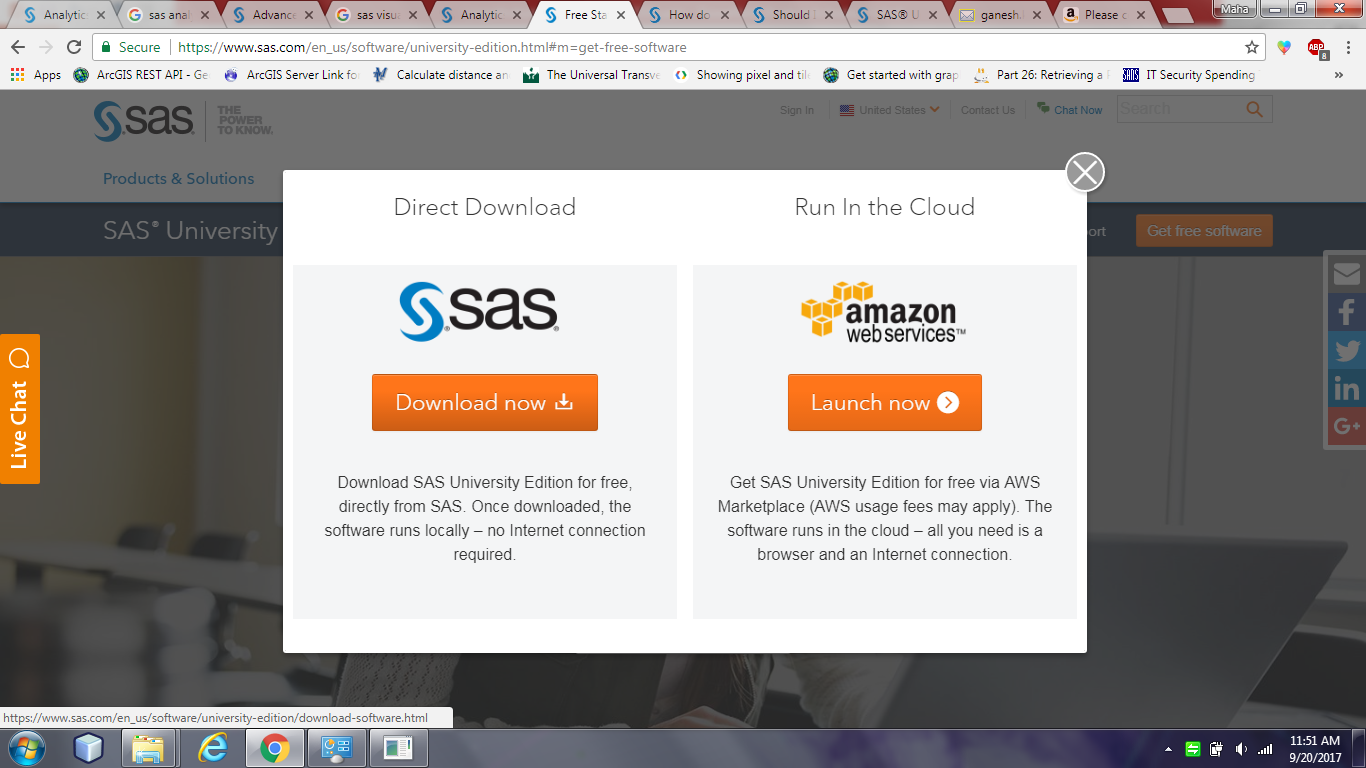 Analytic
sas anal
Advance
sas visua
Analytic
Free Sta
How do
Should
SAS® U
ganesh.
Please c
Maha
Secure
https://www.sas.com/en_us/software/university-edition.html#m=get-free-software
ABP
8
Apps
ArcGIS REST API - Ge
ArcGIS Server Link fo
Calculate distance an
The Universal Transve
Showing pixel and tile
Get started with grap
Part 26: Retrieving a
SANS
IT Security Spending
»
sas
THE
POWER
TO KNOW.
Sign In
United States
Contact Us
Chat Now
Search
Products & Solutions
SAS® University
port
Get free software
Direct Download
Run In the Cloud
sas
amazon
web services™
Download now
Launch now
Download SAS University Edition for free,
directly from SAS. Once downloaded, the
software runs locally – no Internet connection
required.
Get SAS University Edition for free via AWS
Marketplace (AWS usage fees may apply). The
software runs in the cloud – all you need is a
browser and an Internet connection.
Live Chat
https://www.sas.com/en_us/software/university-edition/download-software.html
11:51 AM
9/20/2017